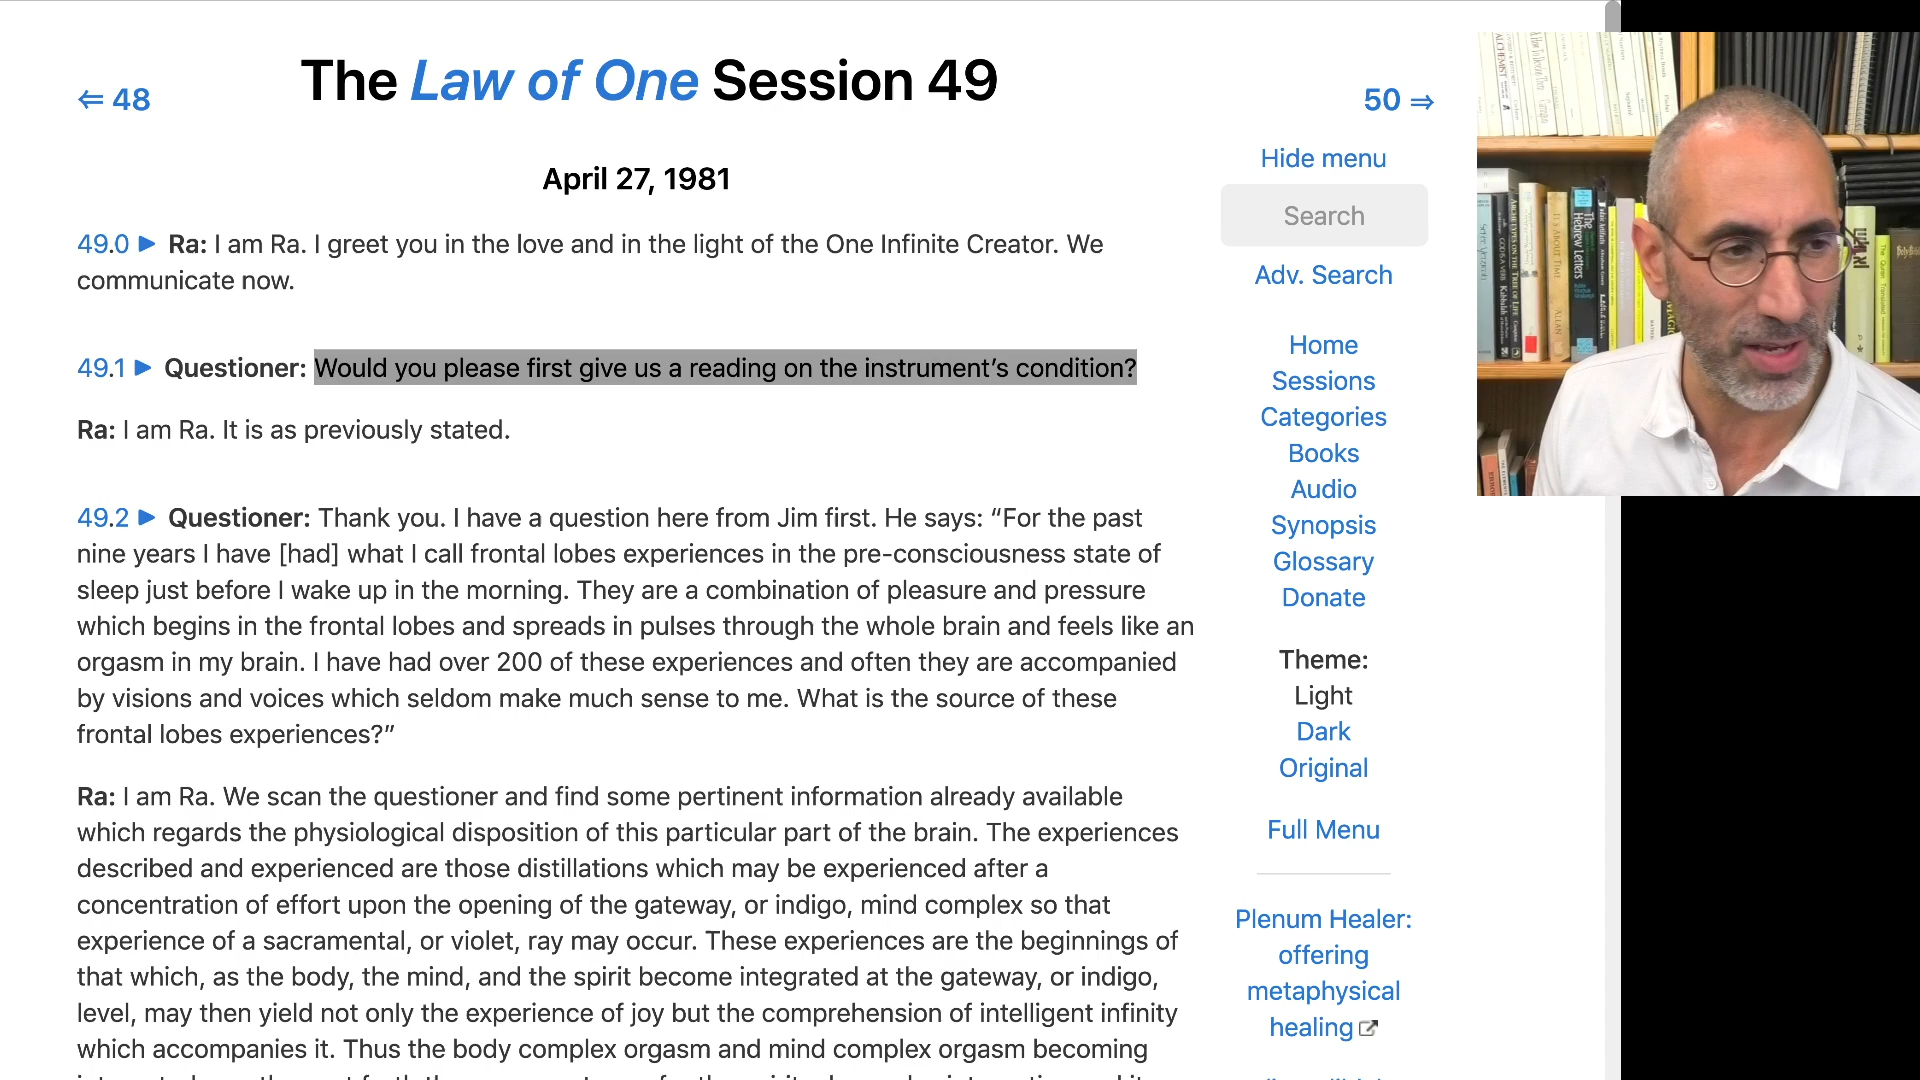 ⇐ 48
The Law of One Session 49
50 ⇒
April 27, 1981
49.0 ▶ Ra: I am Ra. I greet you in the love and in the light of the One Infinite Creator. We
communicate now.
49.1 ▶ Questioner: Would you please first give us a reading on the instrument’s condition?
Ra: I am Ra. It is as previously stated.
49.2 ▶ Questioner: Thank you. I have a question here from Jim first. He says: “For the past
nine years I have [had] what I call frontal lobes experiences in the pre-consciousness state of
sleep just before I wake up in the morning. They are a combination of pleasure and pressure
which begins in the frontal lobes and spreads in pulses through the whole brain and feels like an
orgasm in my brain. I have had over 200 of these experiences and often they are accompanied
by visions and voices which seldom make much sense to me. What is the source of these
frontal lobes experiences?”
Ra: I am Ra. We scan the questioner and find some pertinent information already available
which regards the physiological disposition of this particular part of the brain. The experiences
described and experienced are those distillations which may be experienced after a
concentration of effort upon the opening of the gateway, or indigo, mind complex so that
experience of a sacramental, or violet, ray may occur. These experiences are the beginnings of
that which, as the body, the mind, and the spirit become integrated at the gateway, or indigo,
level, may then yield not only the experience of joy but the comprehension of intelligent infinity
which accompanies it. Thus the body complex orgasm and mind complex orgasm becoming
Hide menu
Search
Adv. Search
Home
Sessions
Categories
Books
Audio
Synopsis
Glossary
Donate
Theme:
Light
Dark
Original
Full Menu
Plenum Healer:
offering
metaphysical
healing
ALCHEMIST
The Hebrew Letters
IT'S ABOUT TIME
ALLAN